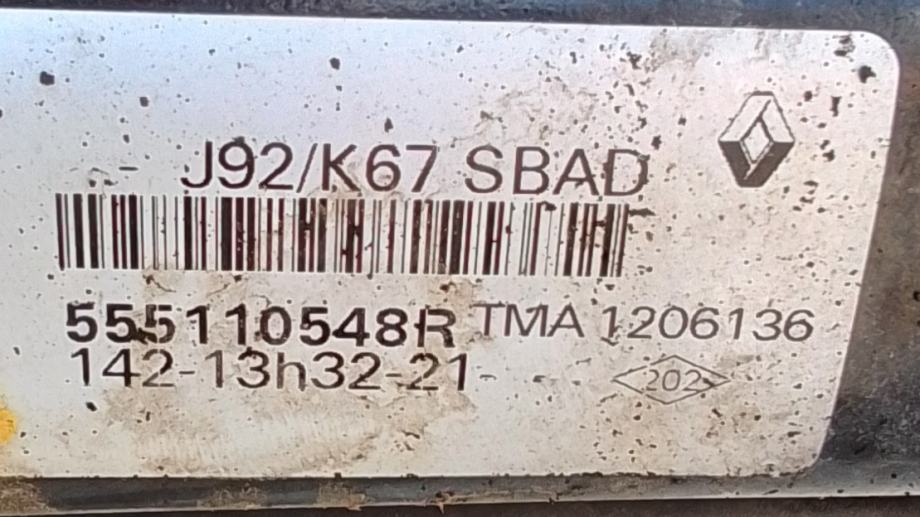 J92/K67 SBAD
555110548R TMA 1206136
142-13h32-21-
202